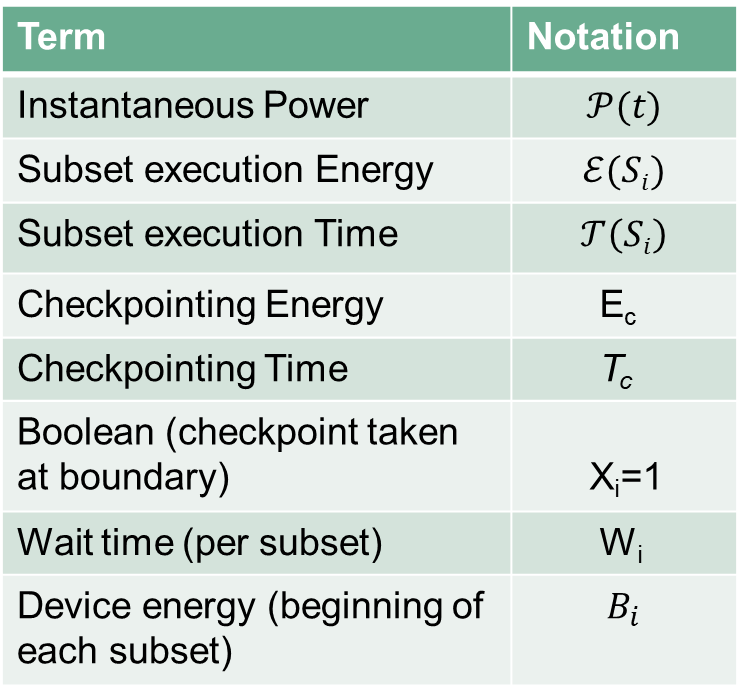 Term Notation
Instantaneous Power 𝒫(t)
Subset execution Energy ℰ(Sᵢ)
Subset execution Time 𝒯(Sᵢ)
Checkpointing Energy E꜀
Checkpointing Time T꜀
Boolean (checkpoint taken
at boundary) Xᵢ=1
Wait time (per subset) Wᵢ
Device energy (beginning of Bᵢ
each subset)